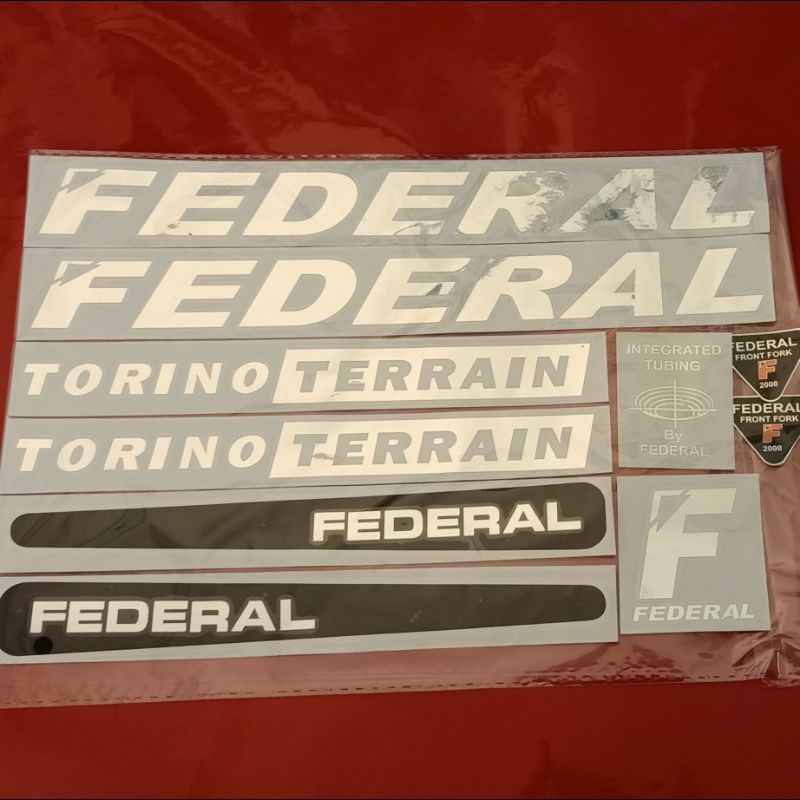 FEDERAL
FEDERAL
TORINO TERRAIN
TORINO TERRAIN
FEDERAL
FEDERAL
INTEGRATED
TUBING
By
FEDERAL
FEDERAL
FRONT FORK
F
2000
FEDERAL
FRONT FORK
F
2000
F
FEDERAL